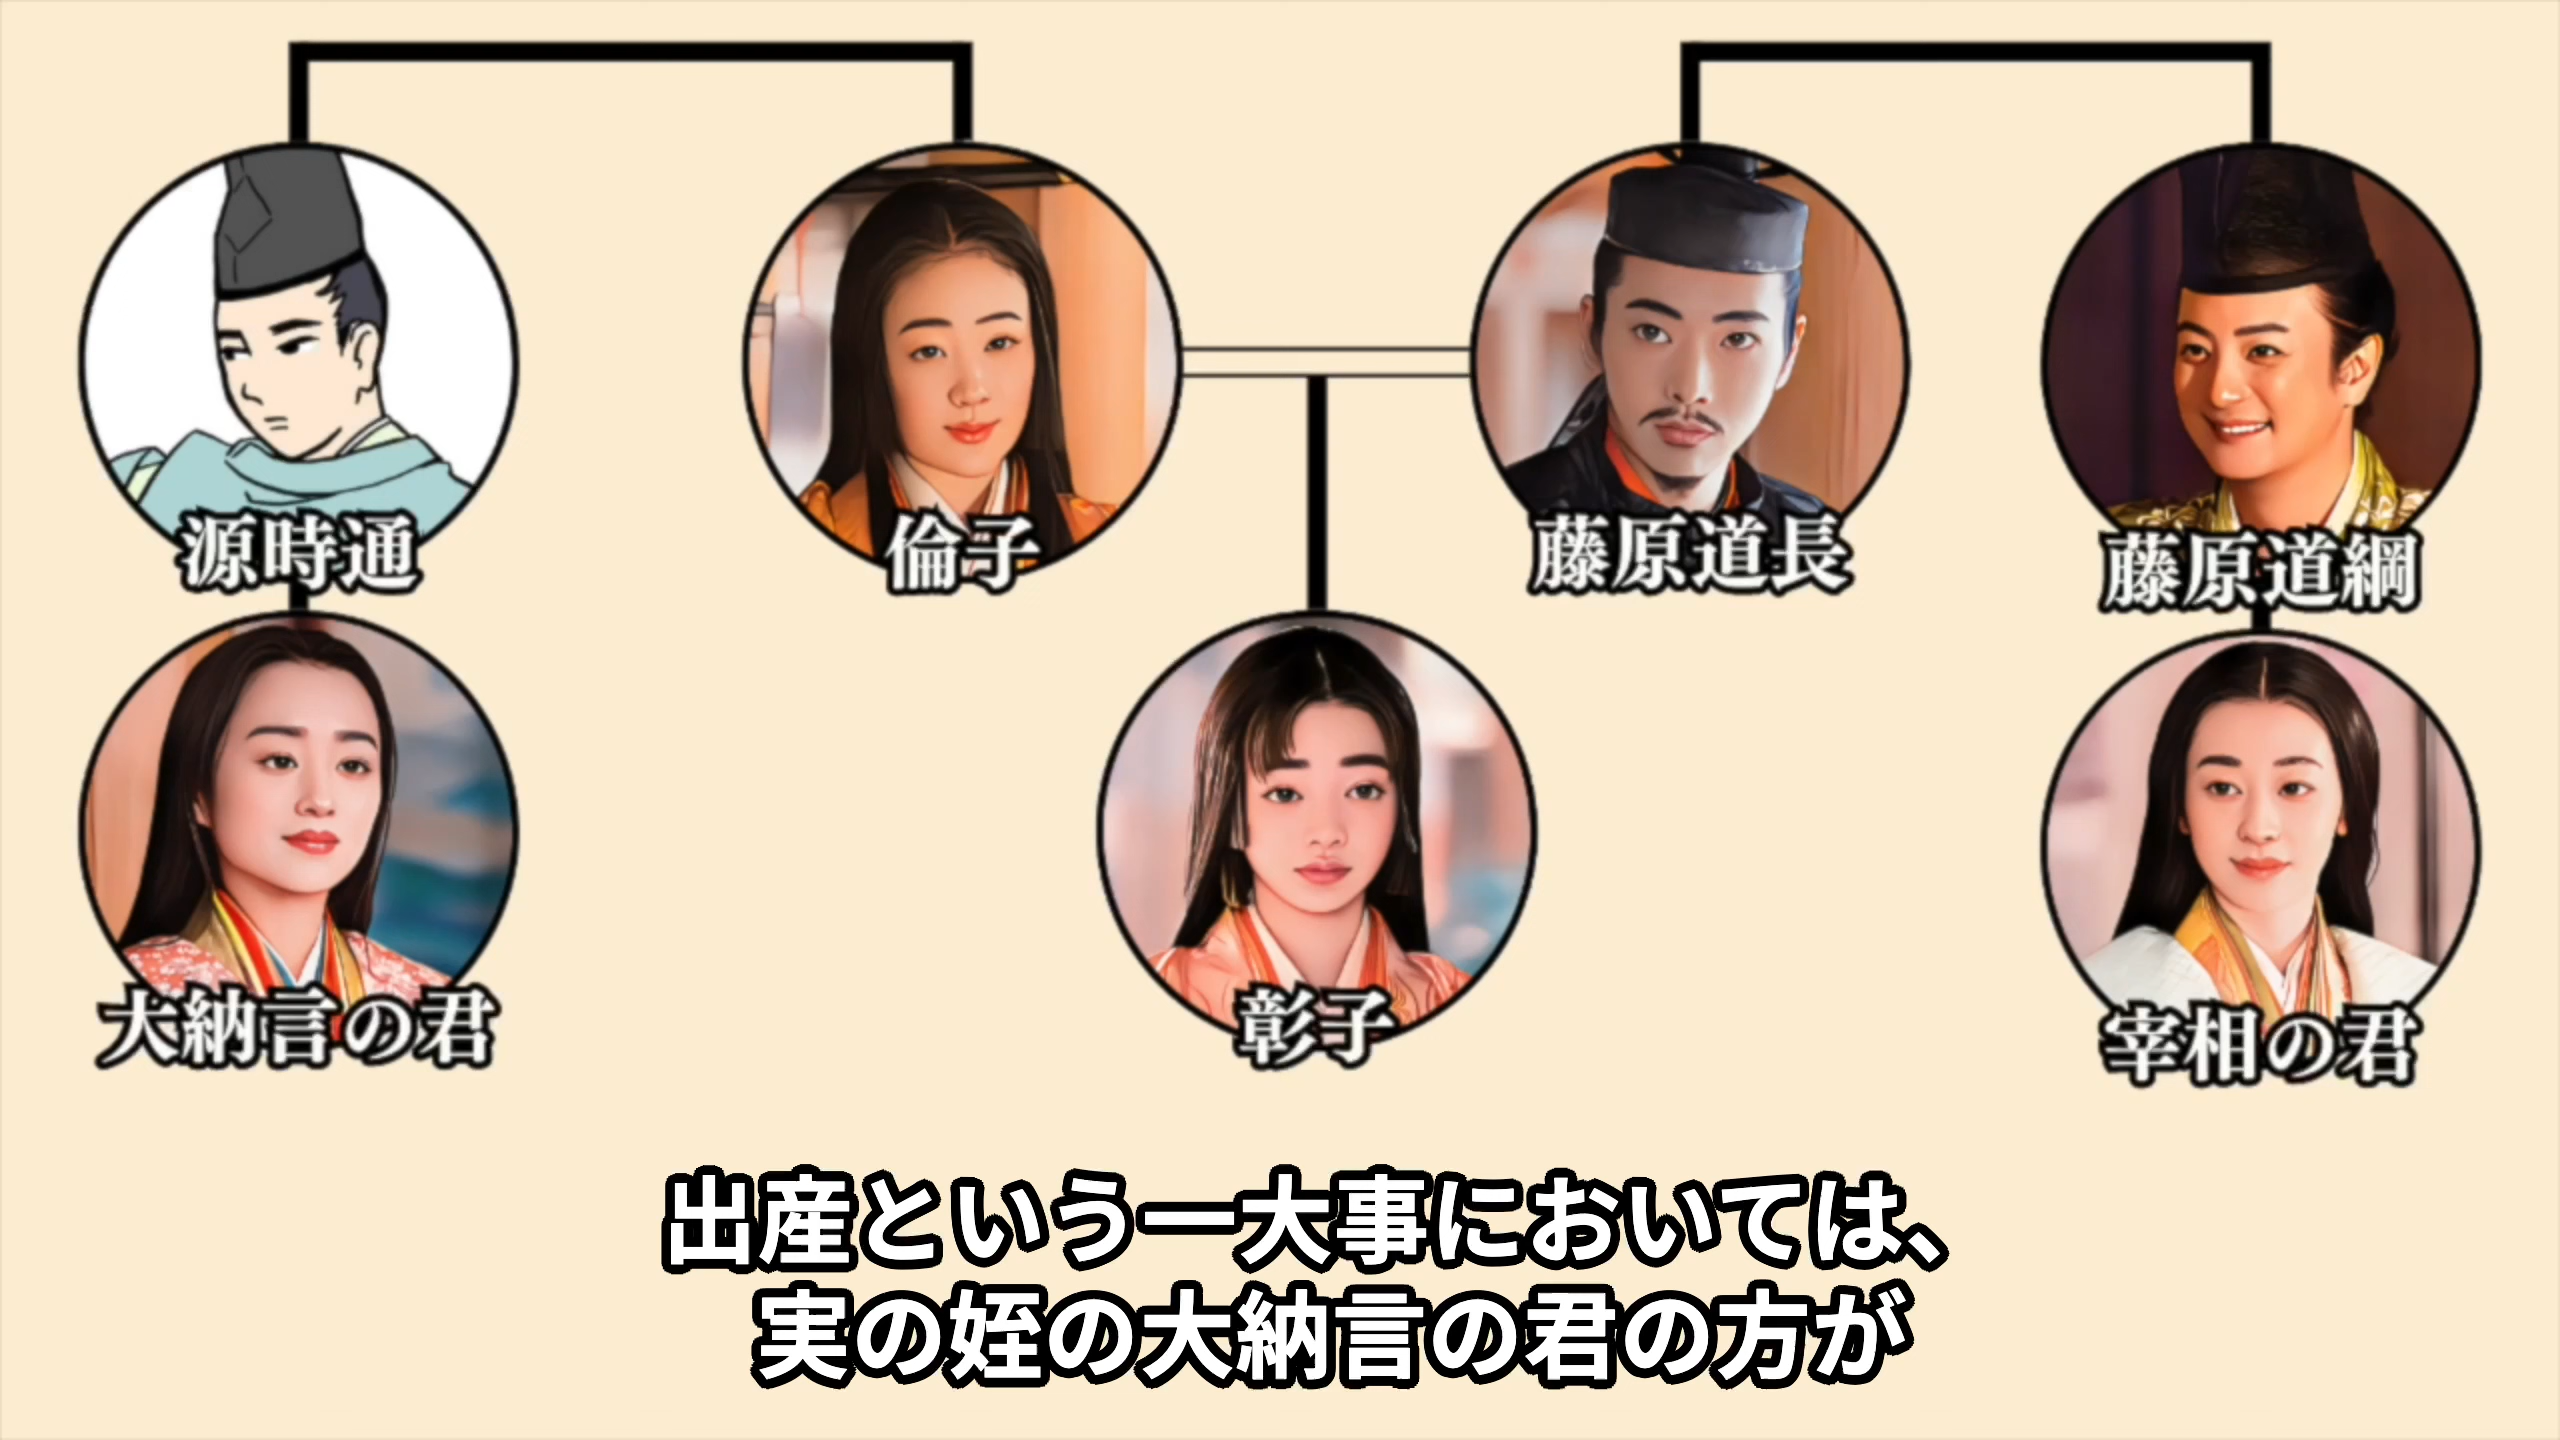 源時通
倫子
藤原道長
藤原道綱
大納言の君
彰子
宰相の君
出産という一大事においては、
実の姪の大納言の君の方が